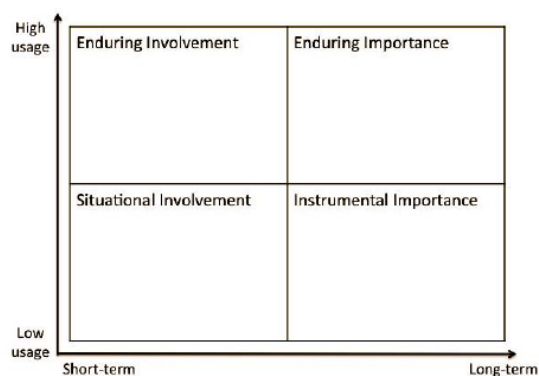 High
usage
Enduring Involvement
Enduring Importance
Situational Involvement
Instrumental Importance
Low
usage
Short-term
Long-term